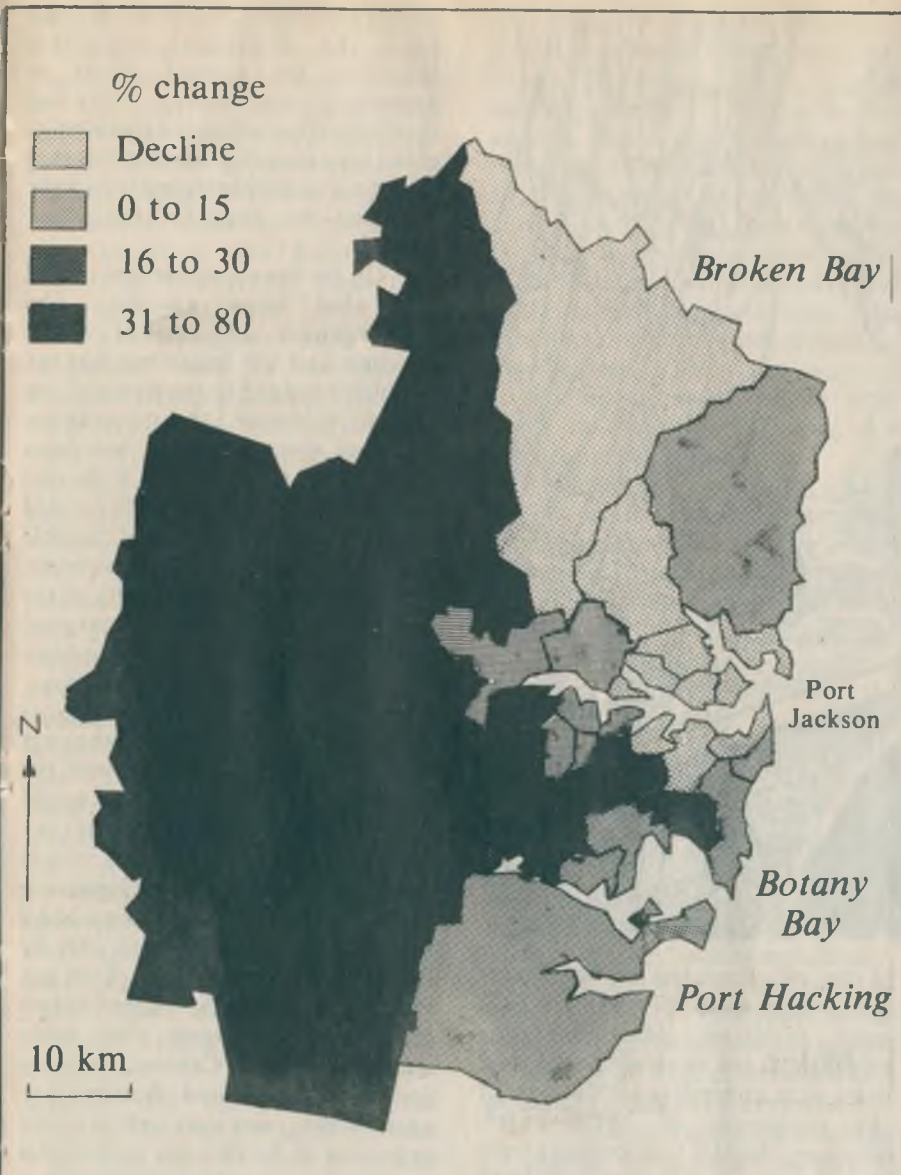 % change
Decline
0 to 15
16 to 30
31 to 80
Broken Bay
Port
Jackson
N
Botany
Bay
Port Hacking
10 km